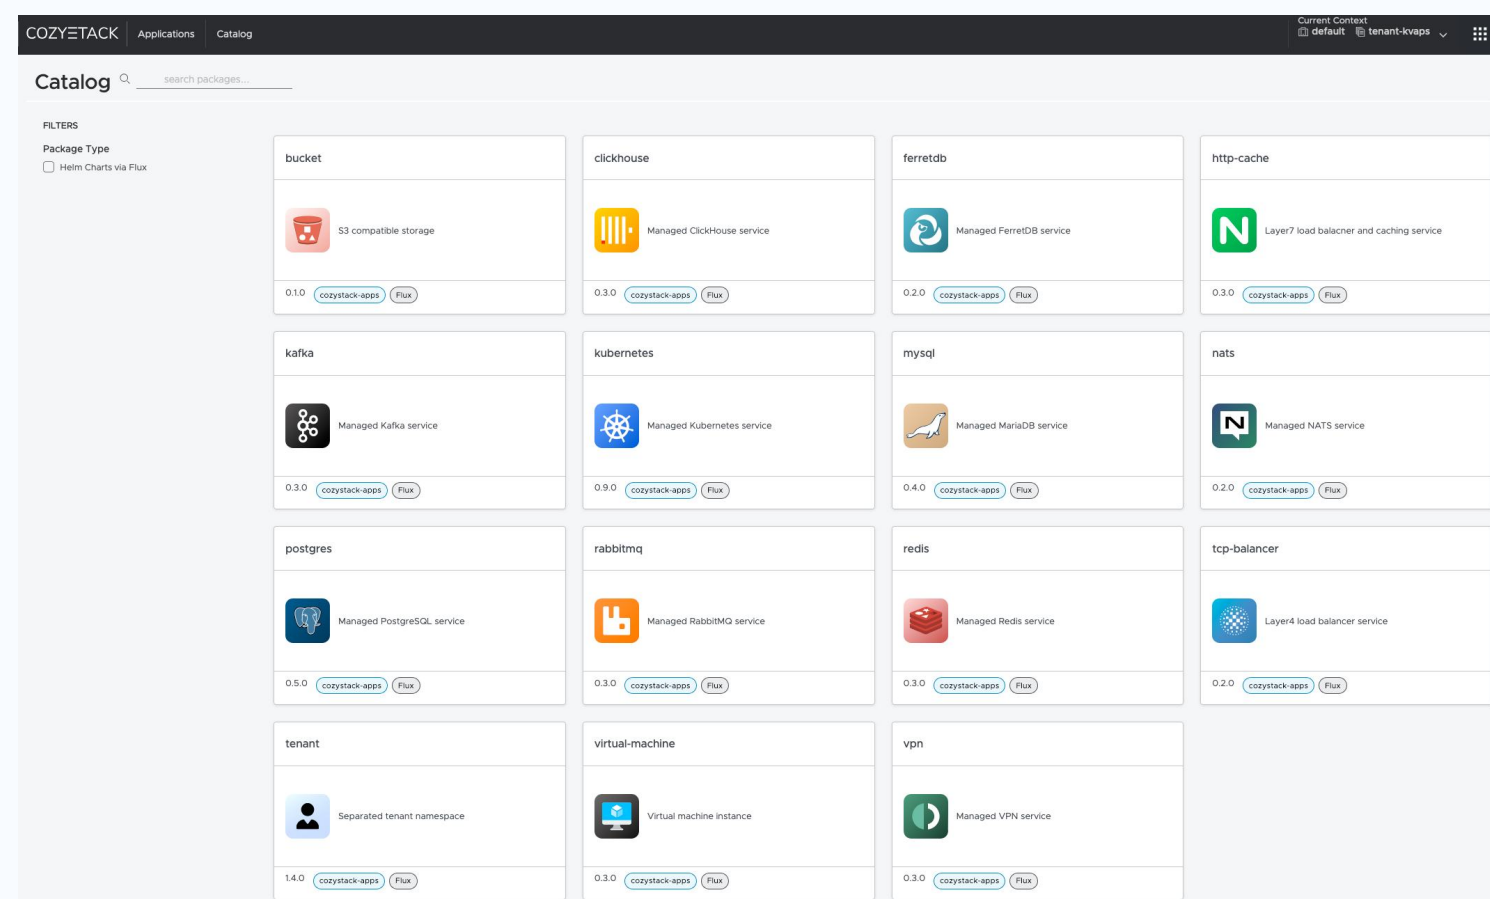 COZYΞTACK Applications Catalog
Current Context
default tenant-kvaps
Catalog search packages...
FILTERS
Package Type
Helm Charts via Flux
bucket
S3 compatible storage
0.1.0 cozystack-apps Flux
clickhouse
Managed ClickHouse service
0.3.0 cozystack-apps Flux
ferretdb
Managed FerretDB service
0.2.0 cozystack-apps Flux
http-cache
N
Layer7 load balacner and caching service
0.3.0 cozystack-apps Flux
kafka
Managed Kafka service
0.3.0 cozystack-apps Flux
kubernetes
Managed Kubernetes service
0.9.0 cozystack-apps Flux
mysql
Managed MariaDB service
0.4.0 cozystack-apps Flux
nats
N
Managed NATS service
0.2.0 cozystack-apps Flux
postgres
Managed PostgreSQL service
0.5.0 cozystack-apps Flux
rabbitmq
Managed RabbitMQ service
0.3.0 cozystack-apps Flux
redis
Managed Redis service
0.3.0 cozystack-apps Flux
tcp-balancer
Layer4 load balancer service
0.2.0 cozystack-apps Flux
tenant
Separated tenant namespace
1.4.0 cozystack-apps Flux
virtual-machine
Virtual machine instance
0.3.0 cozystack-apps Flux
vpn
Managed VPN service
0.3.0 cozystack-apps Flux